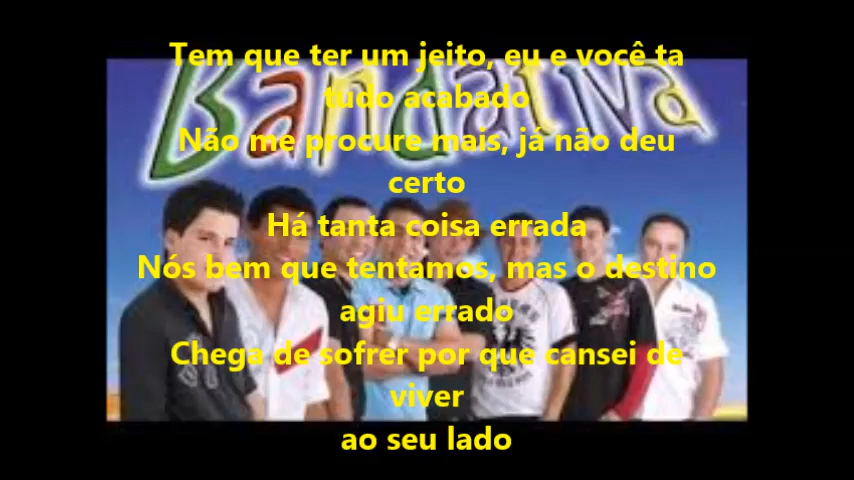 Bandativa
Tem que ter um jeito, eu e você ta
tudo acabado
Não me procure mais, já não deu
certo
Há tanta coisa errada
Nós bem que tentamos, mas o destino
agiu errado
Chega de sofrer por que cansei de
viver
ao seu lado